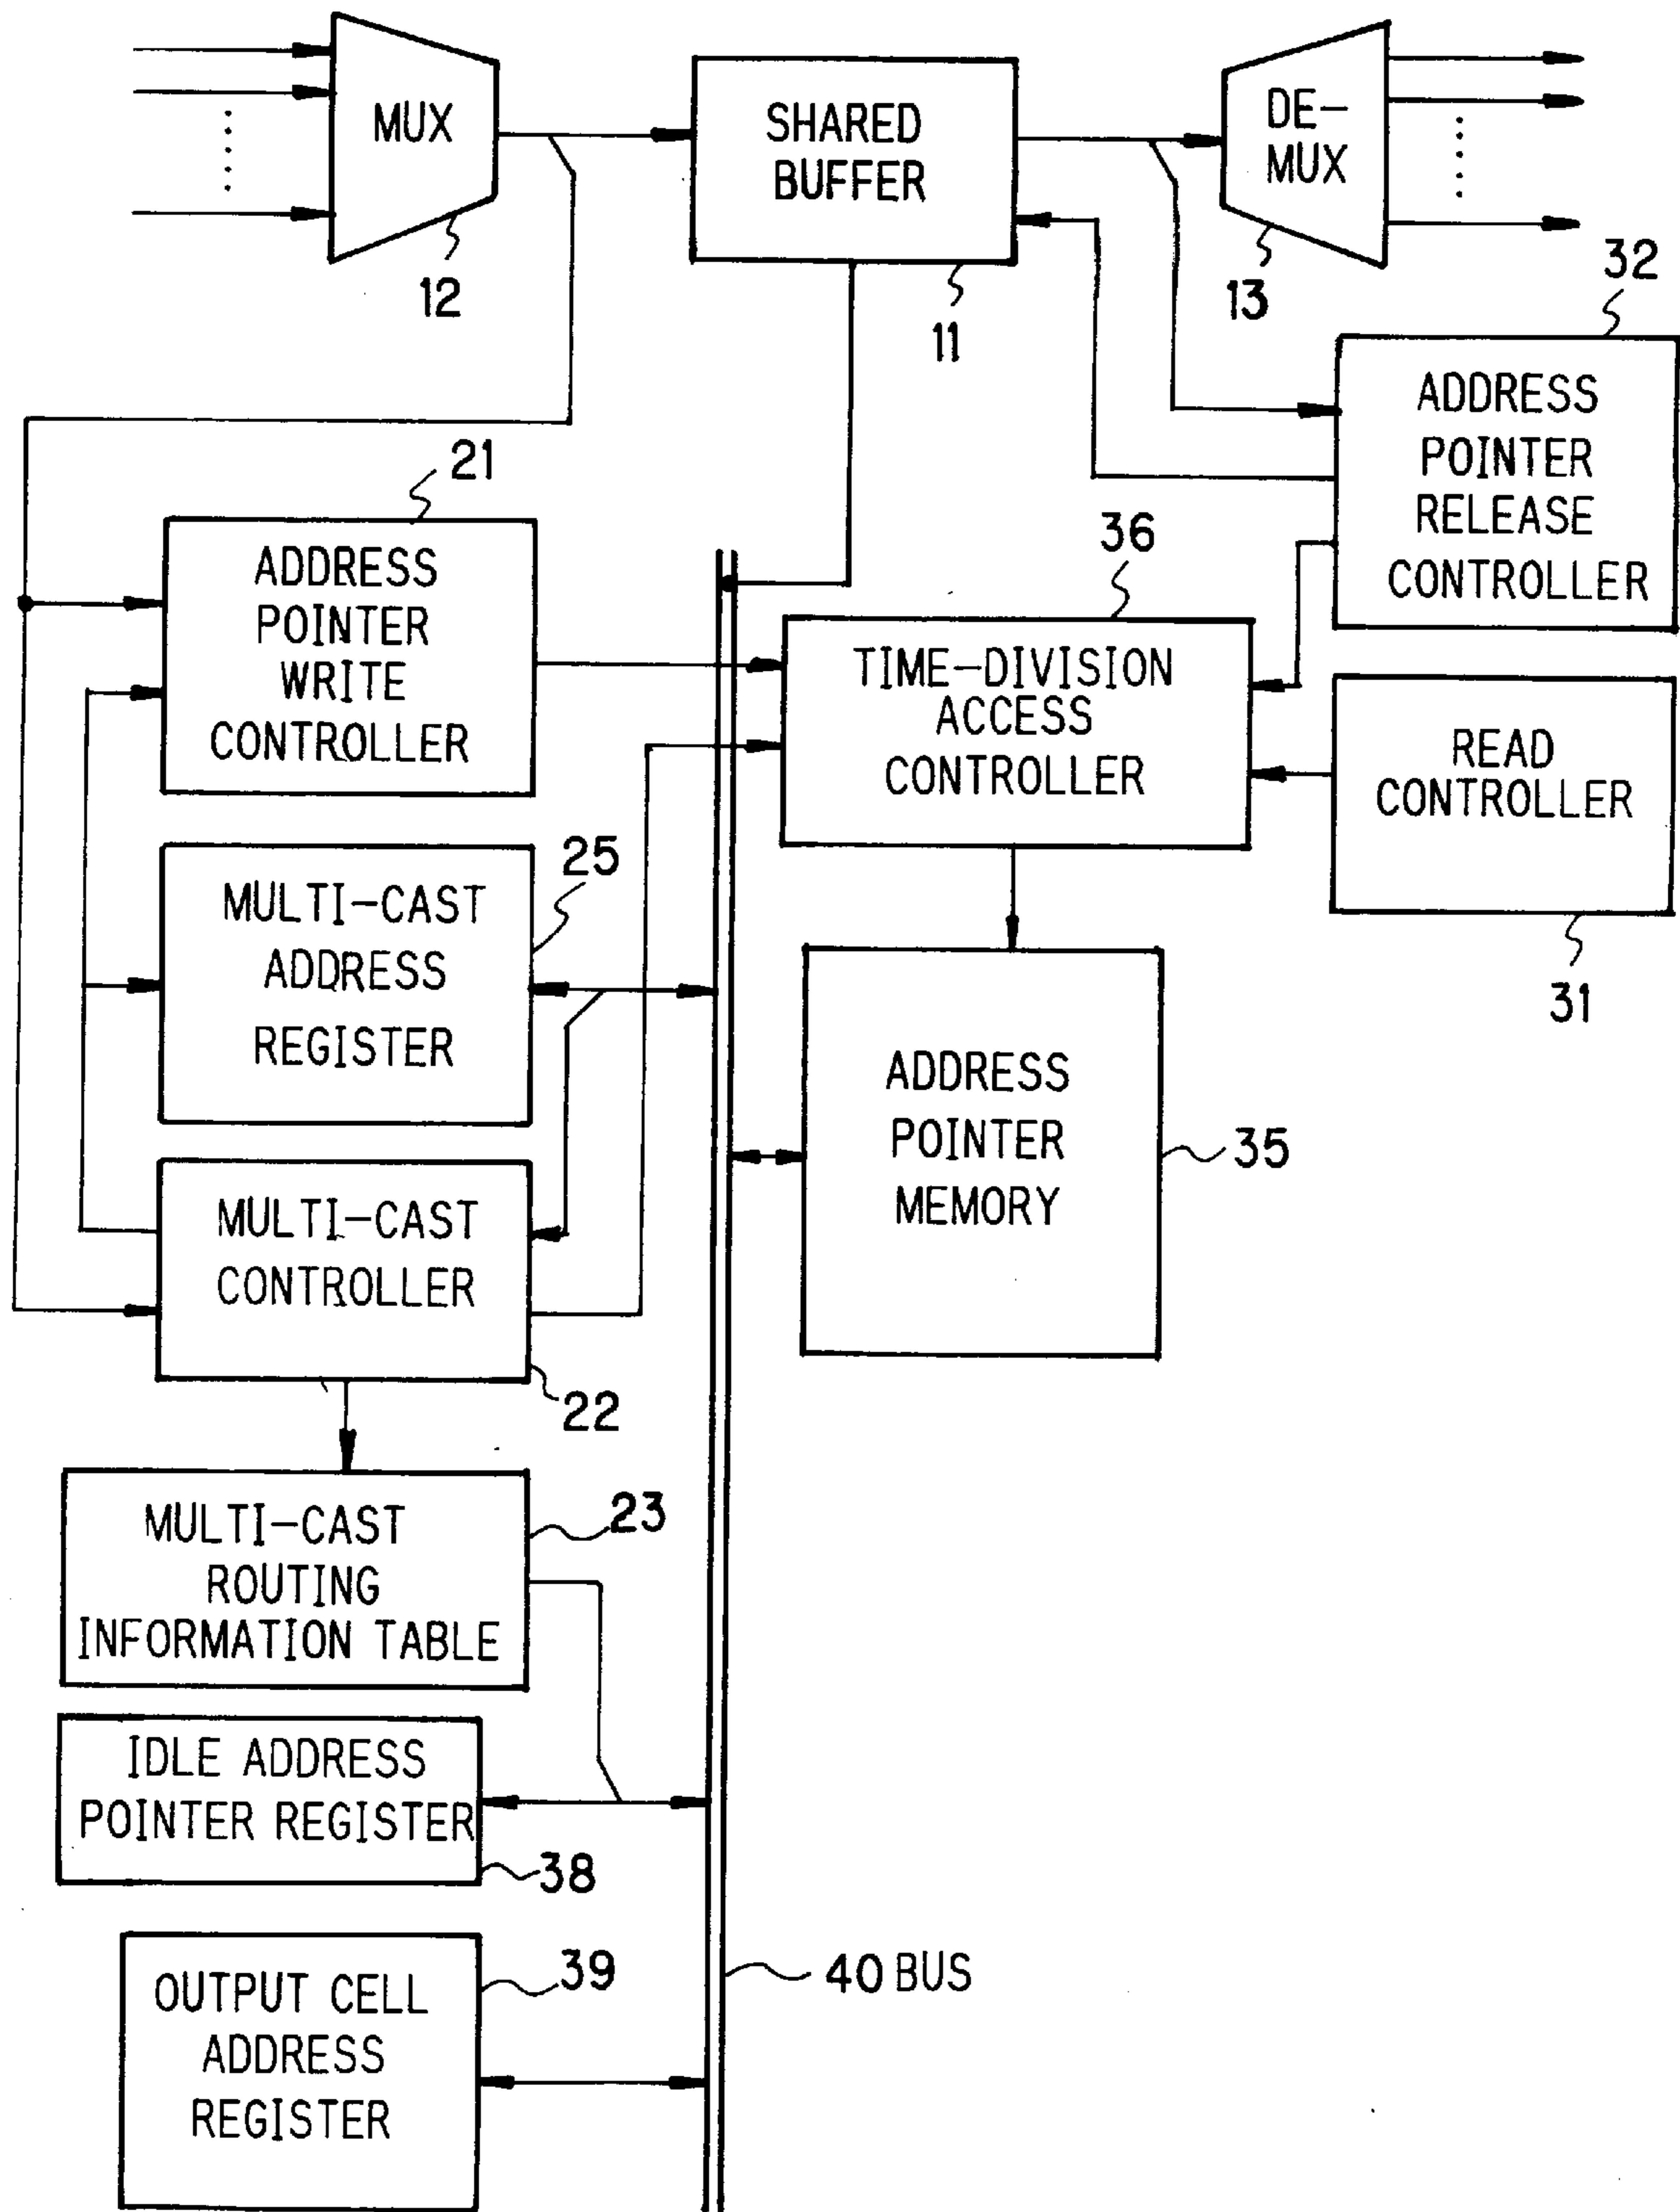 MUX
12
SHARED
BUFFER
11
DE-
MUX
13
32
ADDRESS
POINTER
RELEASE
CONTROLLER
21
ADDRESS
POINTER
WRITE
CONTROLLER
36
TIME-DIVISION
ACCESS
CONTROLLER
READ
CONTROLLER
31
25
MULTI-CAST
ADDRESS
REGISTER
ADDRESS
POINTER
MEMORY
35
MULTI-CAST
CONTROLLER
22
MULTI-CAST
ROUTING
INFORMATION TABLE
23
IDLE ADDRESS
POINTER REGISTER
38
OUTPUT CELL
ADDRESS
REGISTER
39
40 BUS